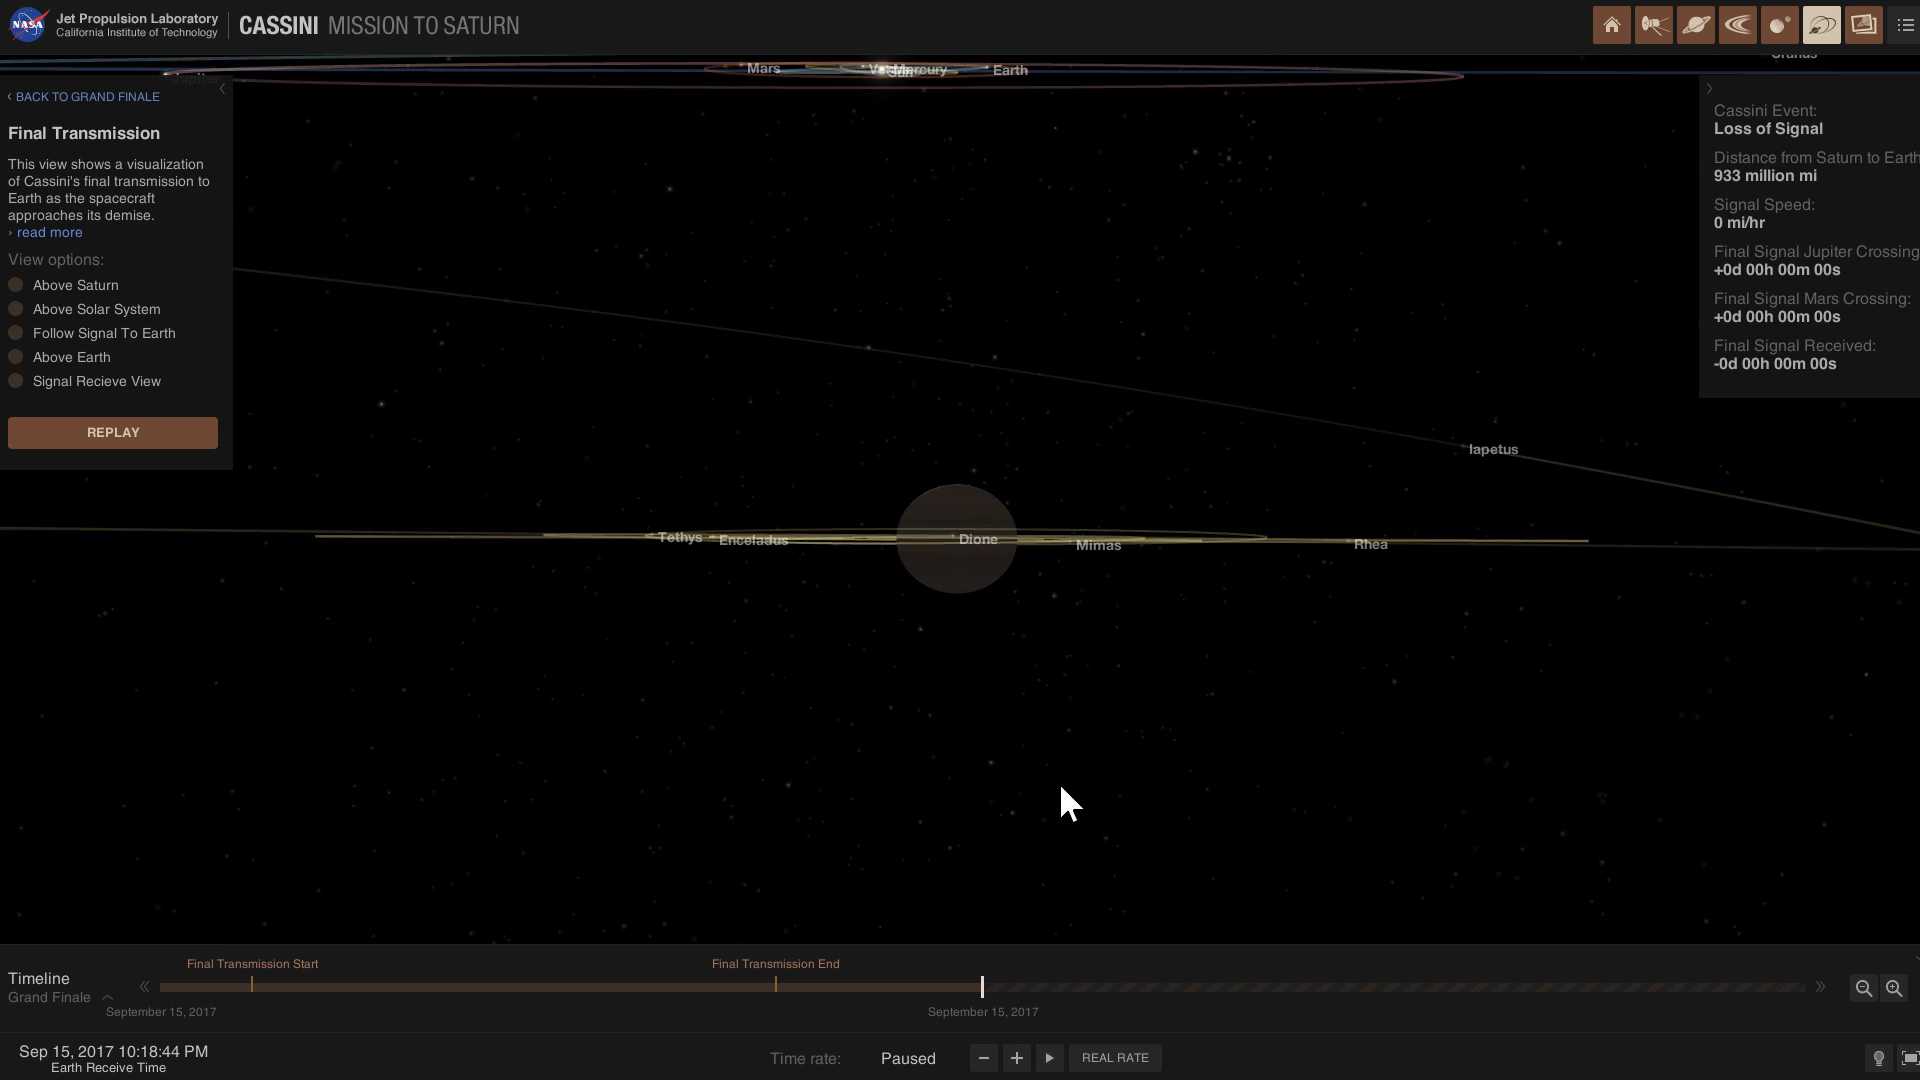 NASA
Jet Propulsion Laboratory
California Institute of Technology
CASSINI MISSION TO SATURN
Jupiter
Mars
Mercury
Earth
BACK TO GRAND FINALE
Final Transmission
This view shows a visualization
of Cassini's final transmission to
Earth as the spacecraft
approaches its demise.
› read more
View options:
Above Saturn
Above Solar System
Follow Signal To Earth
Above Earth
Signal Recieve View
REPLAY
Cassini Event:
Loss of Signal
Distance from Saturn to Earth
933 million mi
Signal Speed:
0 mi/hr
Final Signal Jupiter Crossing
+0d 00h 00m 00s
Final Signal Mars Crossing:
+0d 00h 00m 00s
Final Signal Received:
-0d 00h 00m 00s
Iapetus
Tethys
Enceladus
Dione
Mimas
Rhea
Final Transmission Start
Final Transmission End
Timeline
Grand Finale
September 15, 2017
September 15, 2017
Sep 15, 2017 10:18:44 PM
Earth Receive Time
Time rate:
Paused
REAL RATE